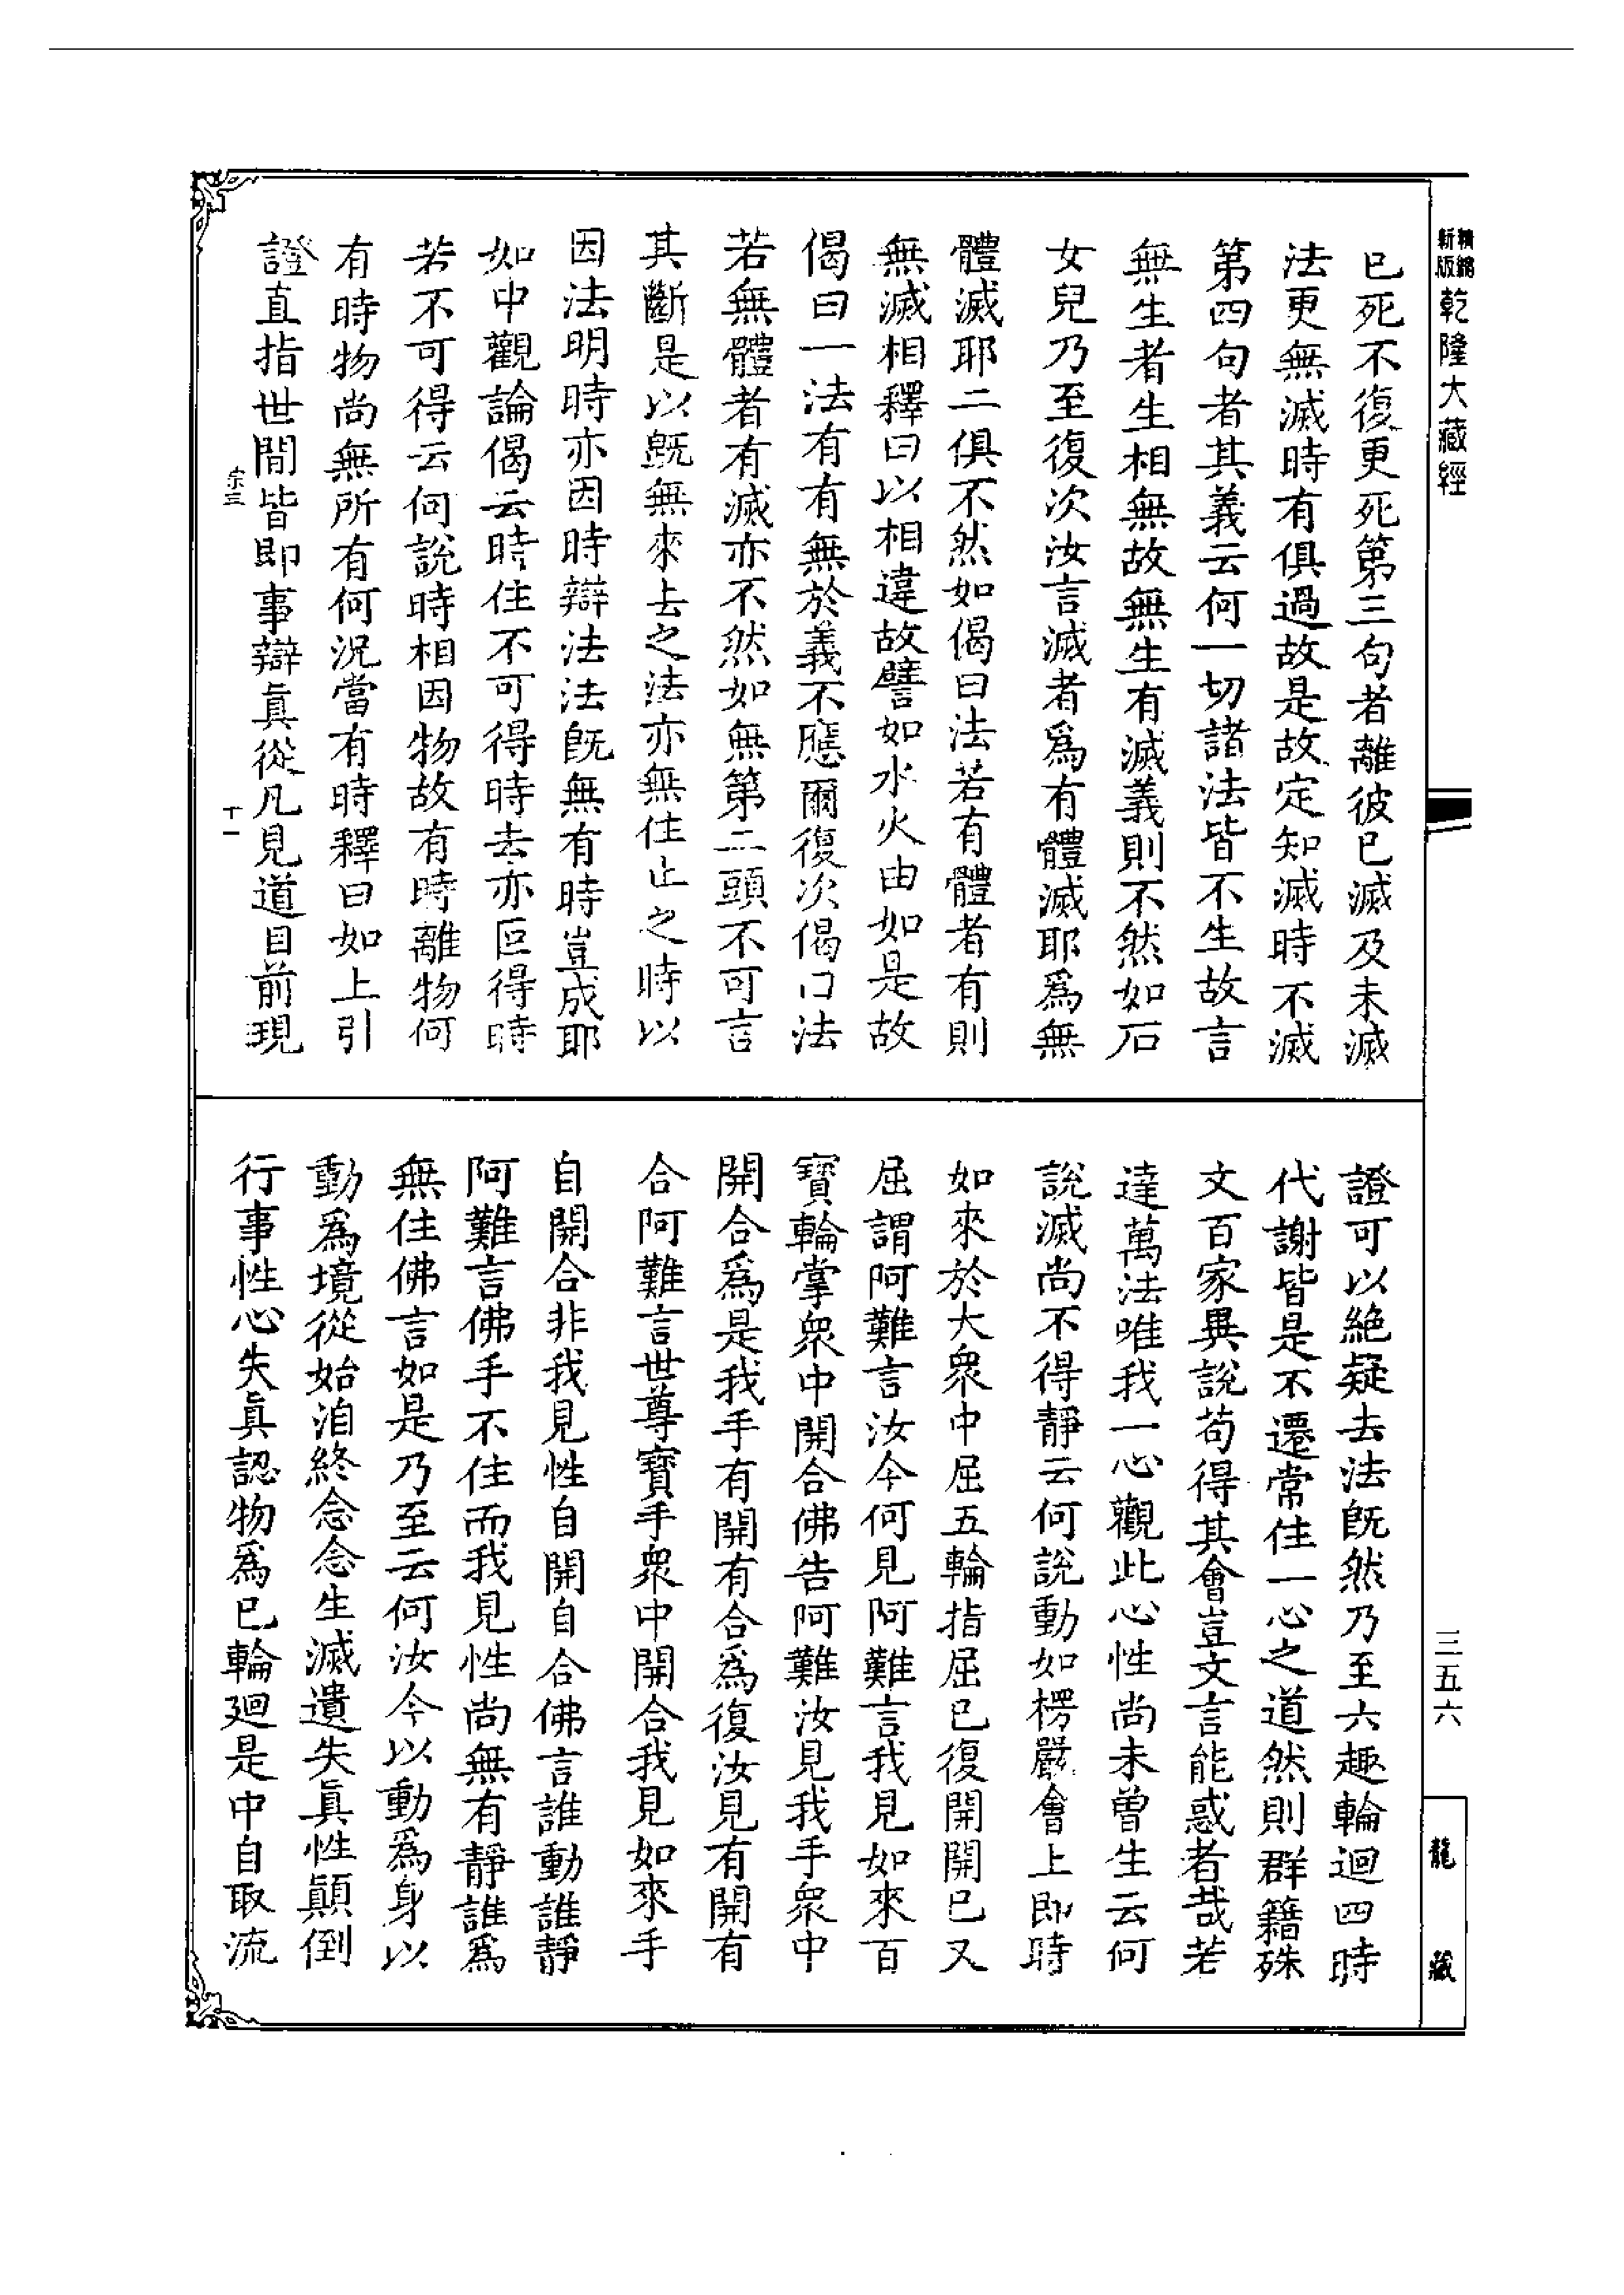 精編
新版
乾隆大藏經
已死不復更死第三句者離彼已滅及未滅
法更無滅時有俱過故是故定知滅時不滅
第四句者其義云何一切諸法皆不生故言
無生者生相無故無生有滅義則不然如石
女兒乃至復次汝言滅者爲有體滅耶爲無
體滅耶二俱不然如偈曰法若有體者有則
無滅相釋曰以相違故譬如水火由如是故
偈曰一法有有無於義不應爾復次偈曰法
若無體者有滅亦不然如無第二頭不可言
其斷是以旣無來去之法亦無住止之時以
因法明時亦因時辯法法旣無有時豈成耶
如中觀論偈云時住不可得時去亦叵得時
若不可得云何說時相因物故有時離物何
有時物尚無所有何況當有時釋曰如上引
證直指世間皆即事辯眞從凡見道目前現
宗三
十一
證可以絶疑去法旣然乃至六趣輪迴四時
代謝皆是不遷常住一心之道然則群籍殊
文百家異說苟得其會豈文言能惑者哉若
達萬法唯我一心觀此心性尚未曾生云何
說滅尚不得靜云何說動如楞嚴會上即時
如來於大衆中屈五輪指屈已復開開已又
屈謂阿難言汝今何見阿難言我見如來百
寶輪掌衆中開合佛告阿難汝見我手衆中
開合爲是我手有開有合爲復汝見有開有
合阿難言世尊寶手衆中開合我見如來手
自開合非我見性自開自合佛言誰動誰靜
阿難言佛手不住而我見性尚無有靜誰爲
無住佛言如是乃至云何汝今以動爲身以
動爲境從始洎終念念生滅遺失眞性顚倒
行事性心失眞認物爲已輪迴是中自取流
三五六
龍藏